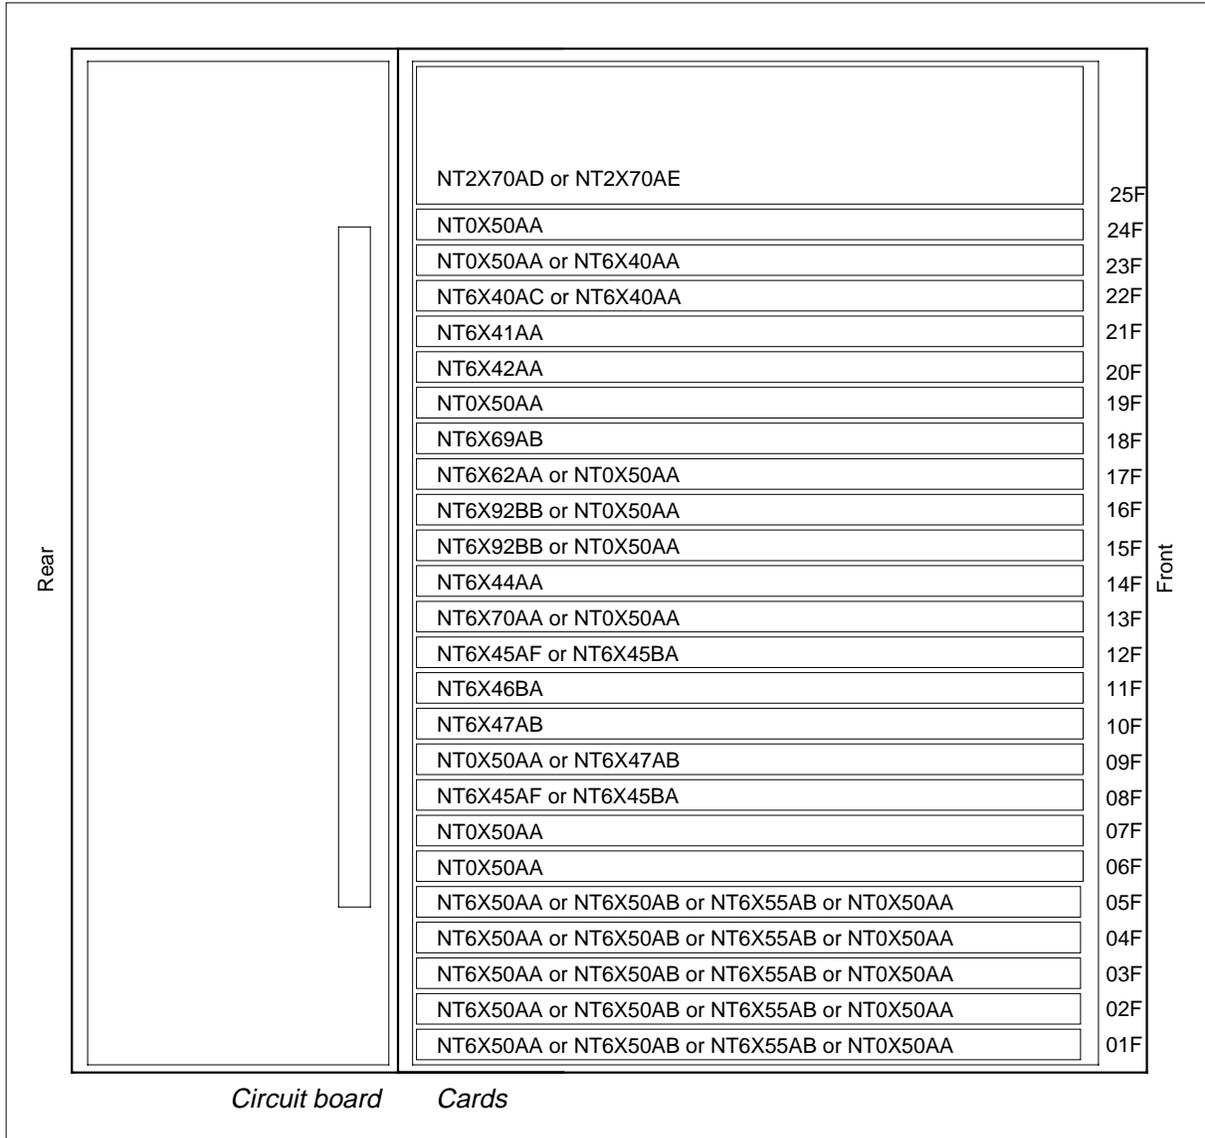 NT2X70AD or NT2X70AE 25F
NT0X50AA 24F
NT0X50AA or NT6X40AA 23F
NT6X40AC or NT6X40AA 22F
NT6X41AA 21F
NT6X42AA 20F
NT0X50AA 19F
NT6X69AB 18F
NT6X62AA or NT0X50AA 17F
NT6X92BB or NT0X50AA 16F
NT6X92BB or NT0X50AA 15F
Rear
Front
NT6X44AA 14F
NT6X70AA or NT0X50AA 13F
NT6X45AF or NT6X45BA 12F
NT6X46BA 11F
NT6X47AB 10F
NT0X50AA or NT6X47AB 09F
NT6X45AF or NT6X45BA 08F
NT0X50AA 07F
NT0X50AA 06F
NT6X50AA or NT6X50AB or NT6X55AB or NT0X50AA 05F
NT6X50AA or NT6X50AB or NT6X55AB or NT0X50AA 04F
NT6X50AA or NT6X50AB or NT6X55AB or NT0X50AA 03F
NT6X50AA or NT6X50AB or NT6X55AB or NT0X50AA 02F
NT6X50AA or NT6X50AB or NT6X55AB or NT0X50AA 01F
Circuit board Cards